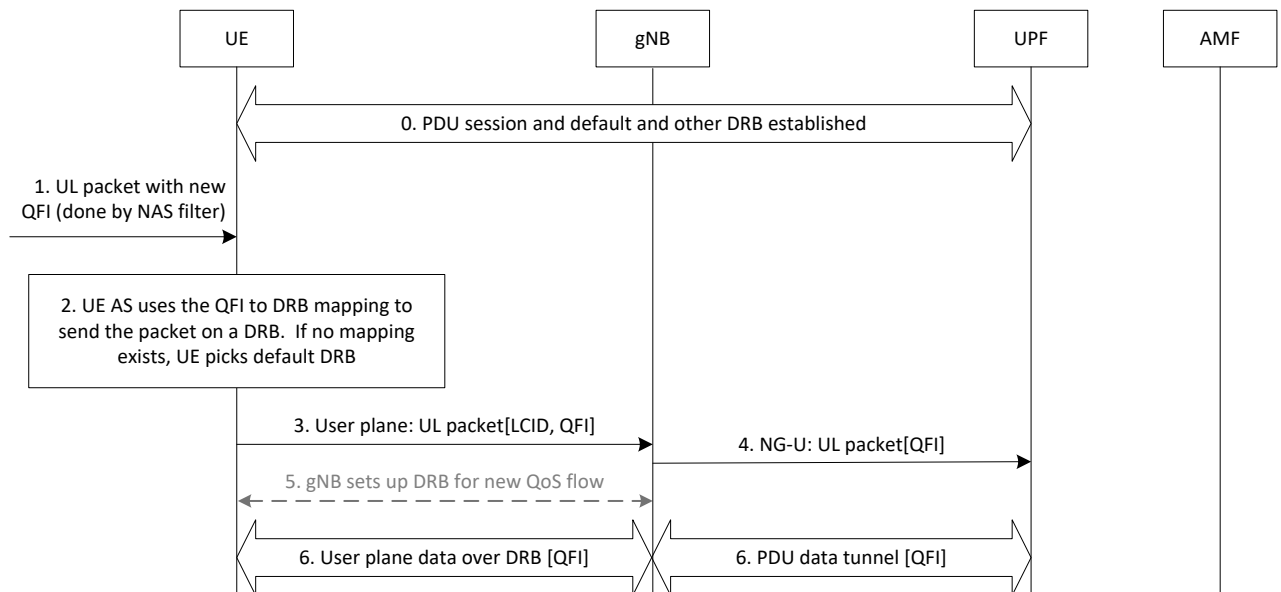 UE
gNB
UPF
AMF
0. PDU session and default and other DRB established
1. UL packet with new
QFI (done by NAS filter)
2. UE AS uses the QFI to DRB mapping to
send the packet on a DRB.  If no mapping
exists, UE picks default DRB
3. User plane: UL packet[LCID, QFI]
4. NG-U: UL packet[QFI]
5. gNB sets up DRB for new QoS flow
6. User plane data over DRB [QFI]
6. PDU data tunnel [QFI]